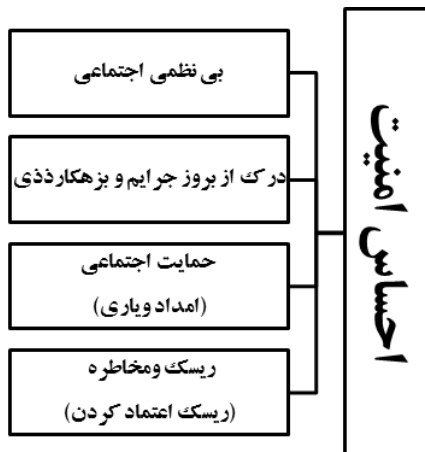 احساس امنیت
بی نظمی اجتماعی
درک از بروز جرایم و بزهکارذذی
حمایت اجتماعی
(امداد ویاری)
ریسک ومخاطره
(ریسک اعتماد کردن)